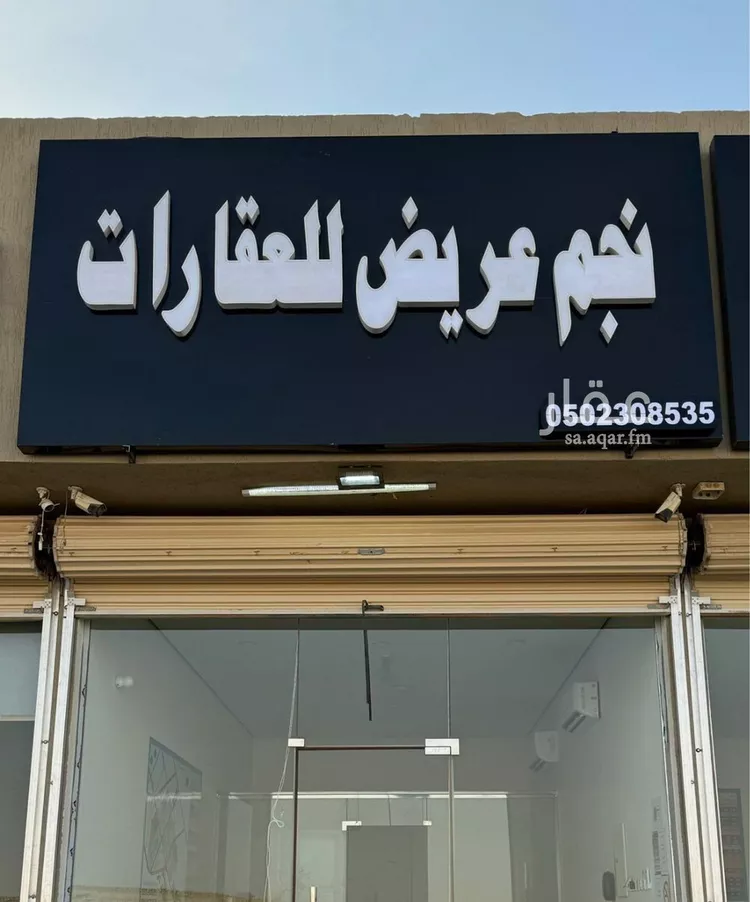 نجم عريض للعقارات
عقار
0502308535
sa.aqar.fm